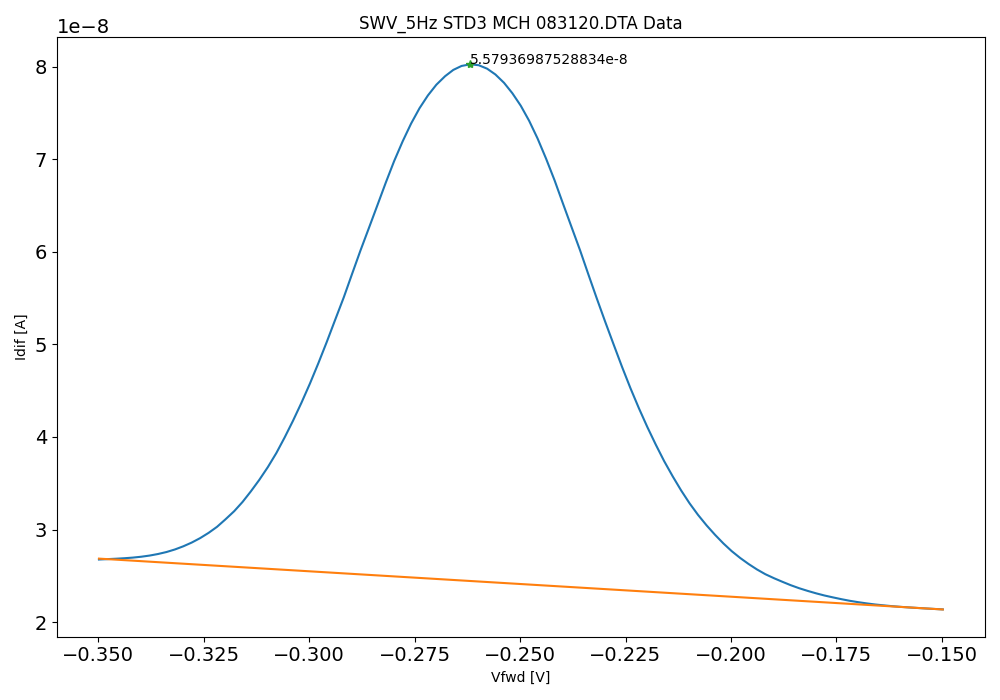 SWV_5Hz STD3 MCH 083120.DTA Data
1e−8
5.57936987528834e-8
8
7
6
5
4
3
2
Idif [A]
−0.350 −0.325 −0.300 −0.275 −0.250 −0.225 −0.200 −0.175 −0.150
Vfwd [V]